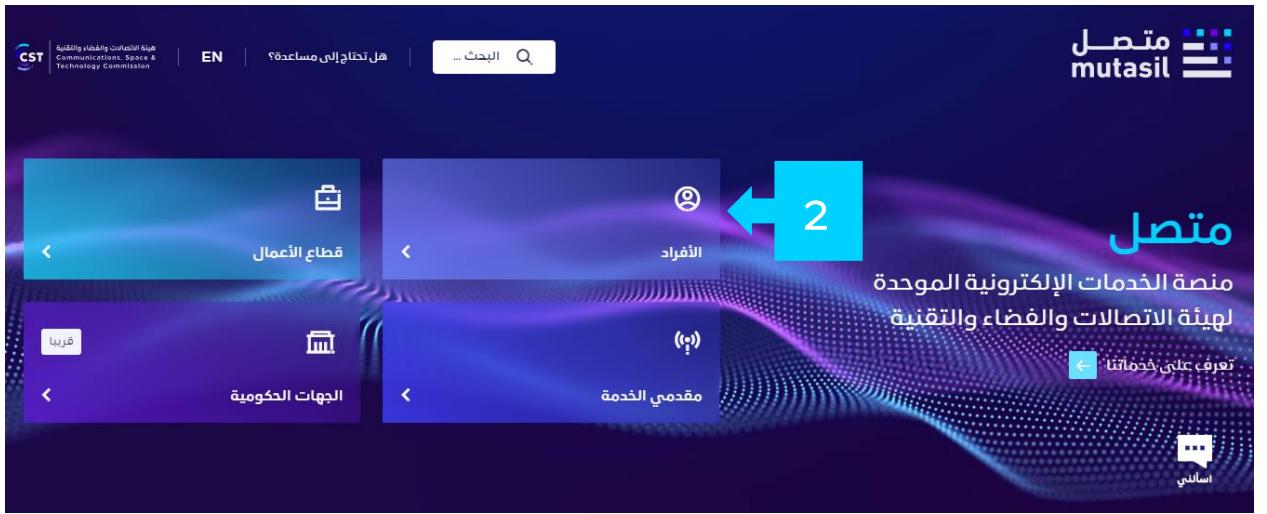 متصل
mutasil
البحث ...
هل تحتاج إلى مساعدة؟
EN
هيئة الاتصالات والفضاء والتقنية
Communications, Space &
Technology Commission
CST
متصل
منصة الخدمات الإلكترونية الموحدة
لهيئة الاتصالات والفضاء والتقنية
تعرف على خدماتنا
2
الأفراد
قطاع الأعمال
مقدمي الخدمة
قريبا
الجهات الحكومية
اسألني